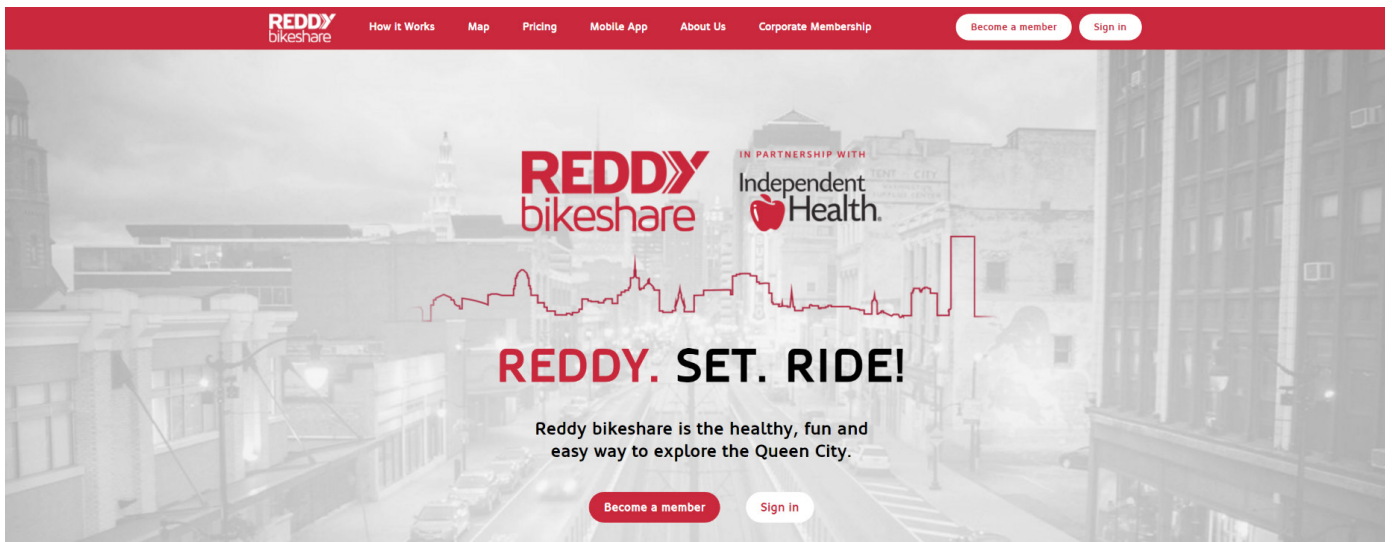 REDDY
bikeshare
How it Works
Map
Pricing
Mobile App
About Us
Corporate Membership
Become a member
Sign in
REDDY
bikeshare
IN PARTNERSHIP WITH
Independent
Health.
TENT CITY
REDDY. SET. RIDE!
Reddy bikeshare is the healthy, fun and
easy way to explore the Queen City.
Become a member
Sign in